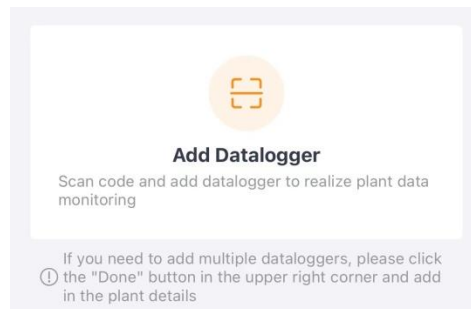 Add Datalogger
Scan code and add datalogger to realize plant data
monitoring
If you need to add multiple dataloggers, please click
the "Done" button in the upper right corner and add
in the plant details